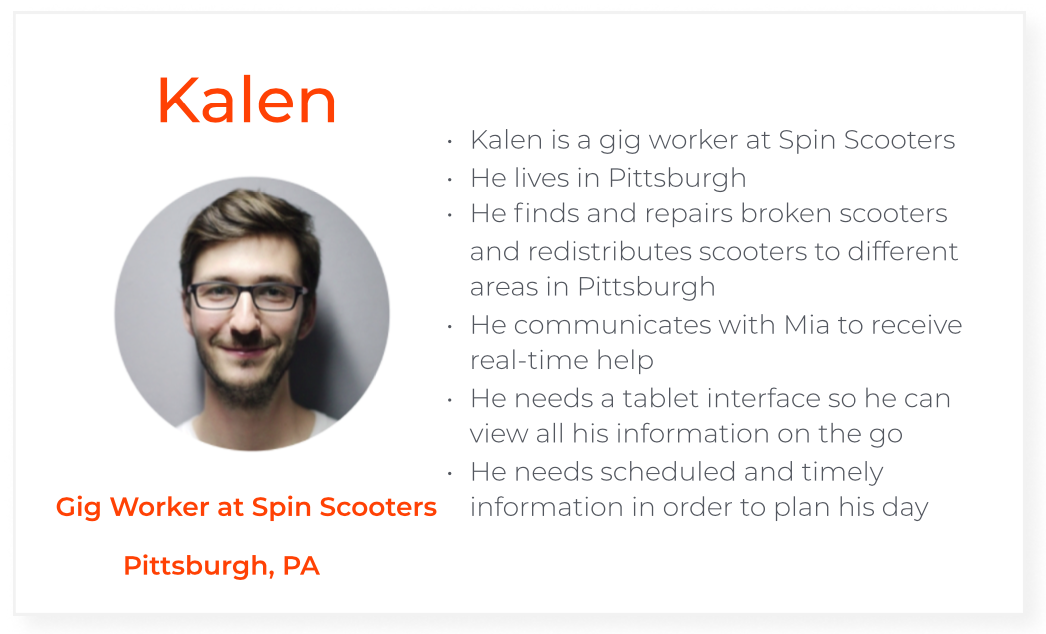 Kalen
Gig Worker at Spin Scooters
Pittsburgh, PA
• Kalen is a gig worker at Spin Scooters
• He lives in Pittsburgh
• He finds and repairs broken scooters
and redistributes scooters to different
areas in Pittsburgh
• He communicates with Mia to receive
real-time help
• He needs a tablet interface so he can
view all his information on the go
• He needs scheduled and timely
information in order to plan his day